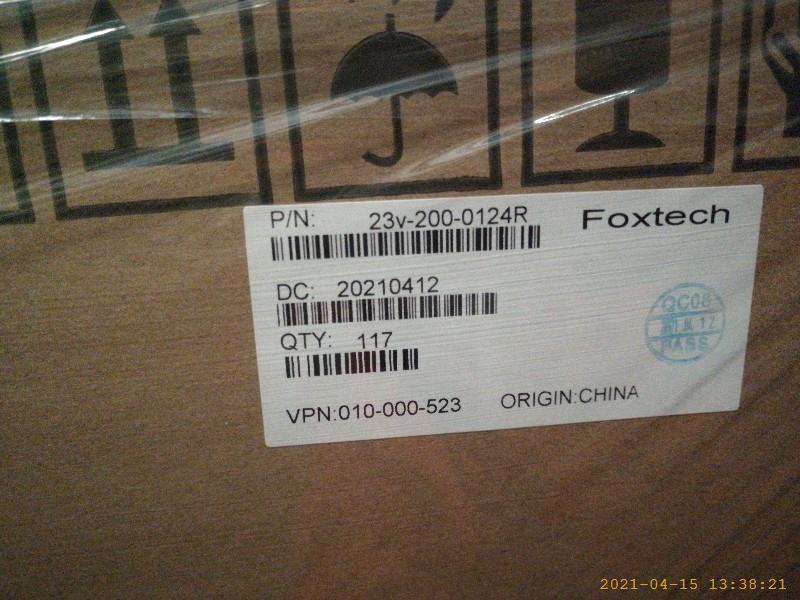 P/N: 23v-200-0124R Foxtech
DC: 20210412
QTY: 117
QC08
PASS
VPN:010-000-523 ORIGIN:CHINA
2021-04-15 13:38:21